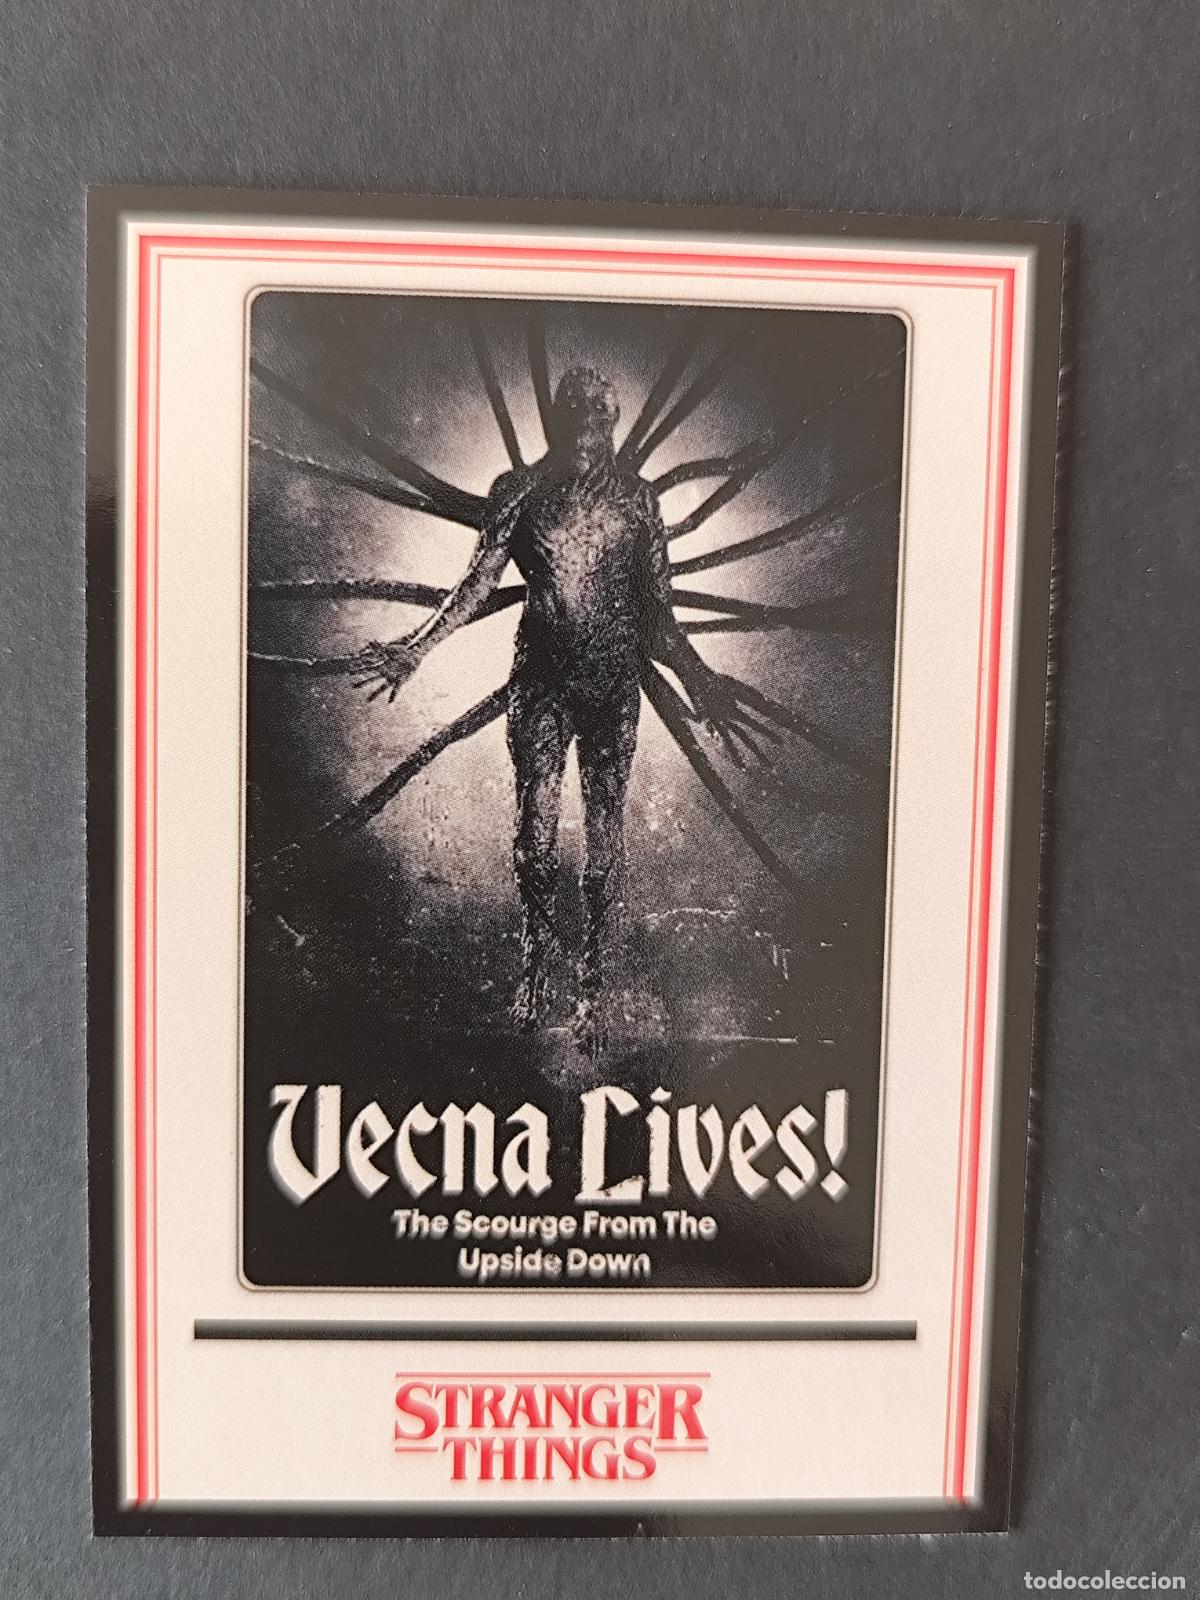 Vecna Lives!
The Scourge From The
Upside Down
STRANGER
THINGS
todocoleccion